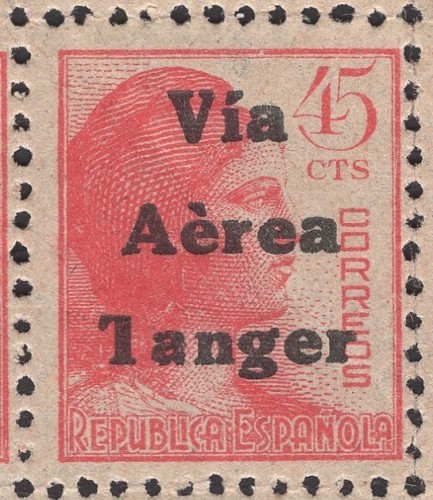 Vía
45
CTS
Aèrea
CORREOS
Tanger
REPUBLICA ESPAÑOLA